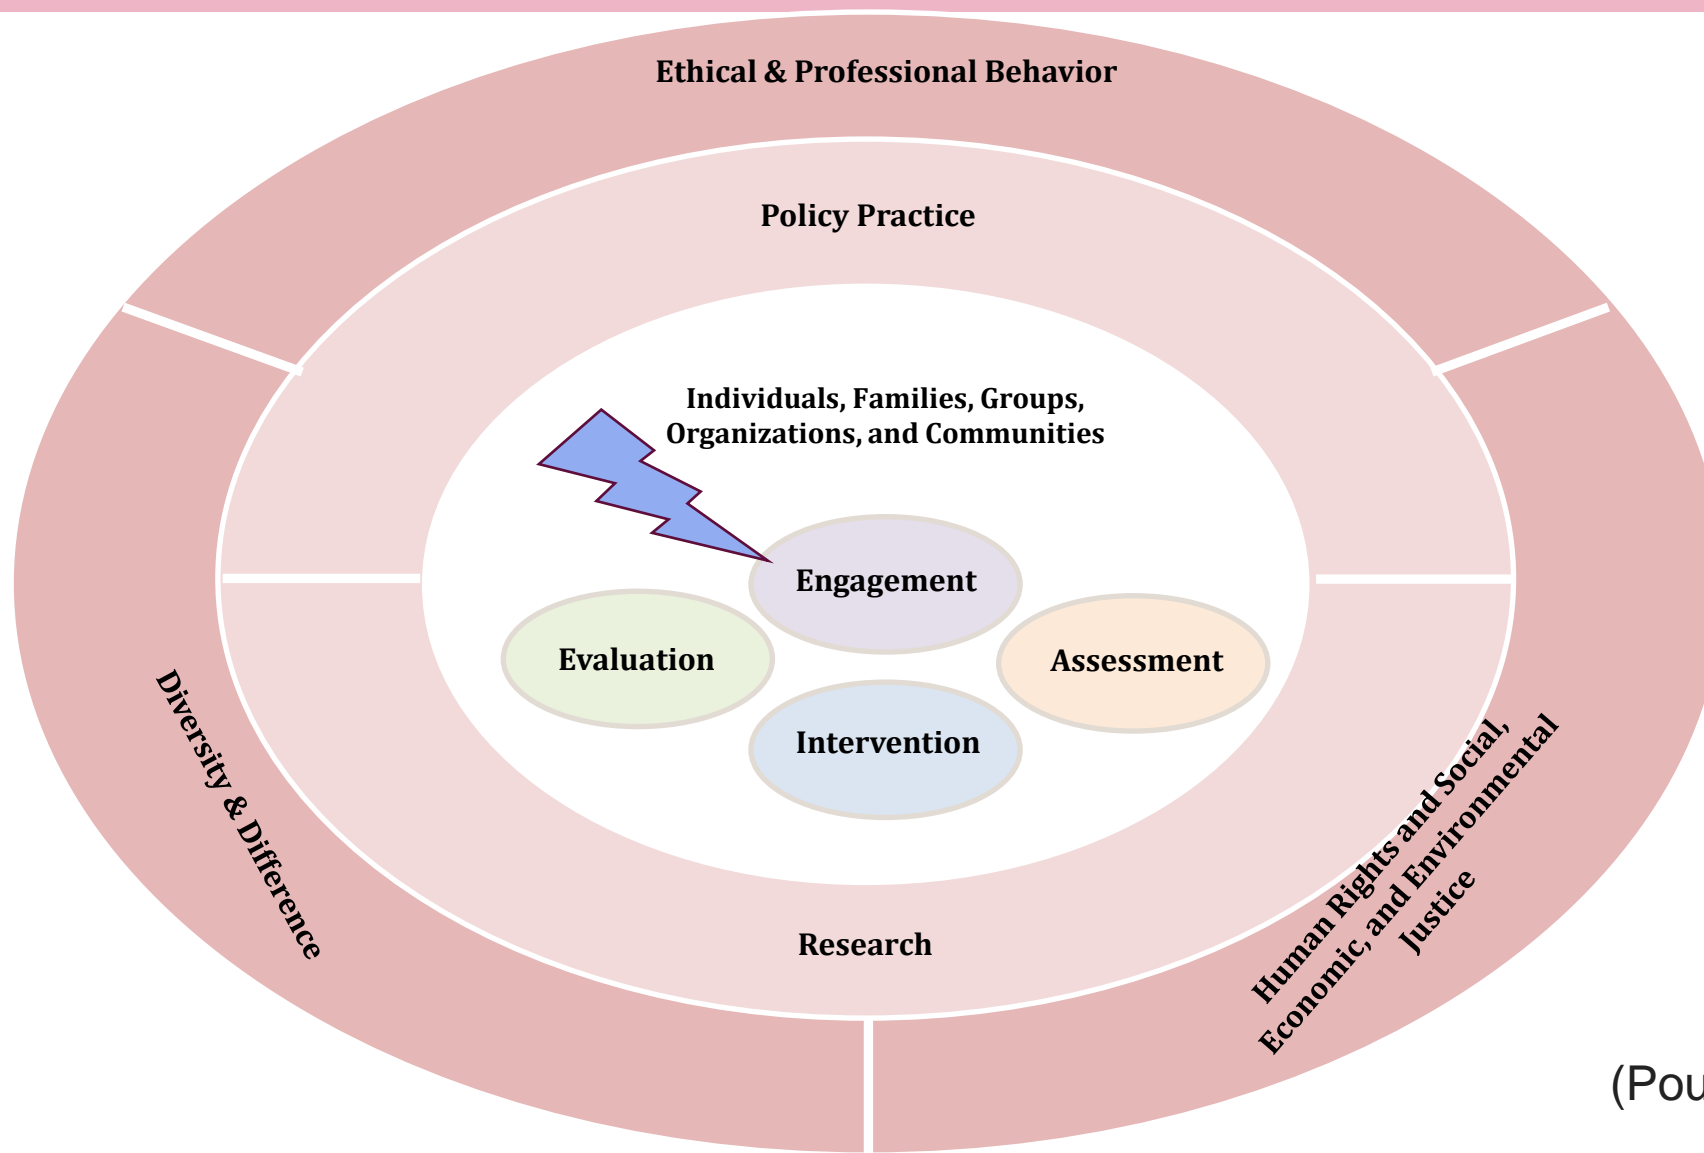 Ethical & Professional Behavior
Policy Practice
Individuals, Families, Groups,
Organizations, and Communities
Engagement
Evaluation
Assessment
Intervention
Diversity & Difference
Human Rights and Social,
Economic, and Environmental
Justice
Research
(Pou